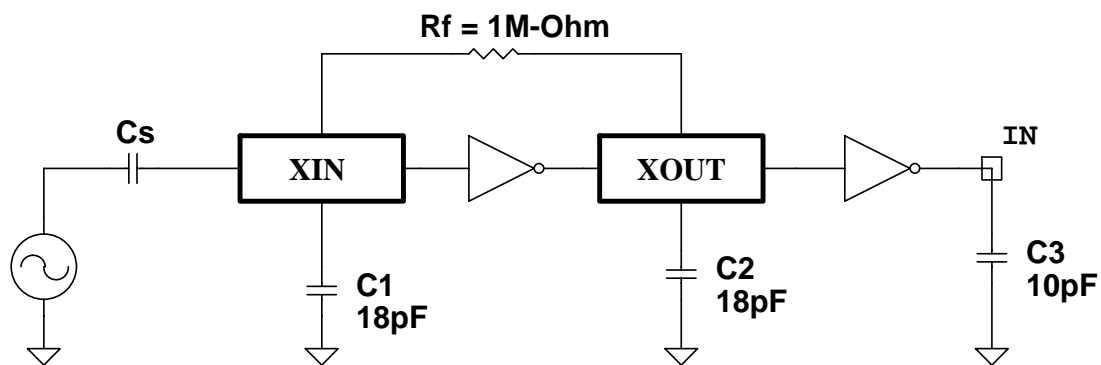 Rf = 1M-Ohm
Cs
XIN
XOUT
IN
C1
18pF
C2
18pF
C3
10pF